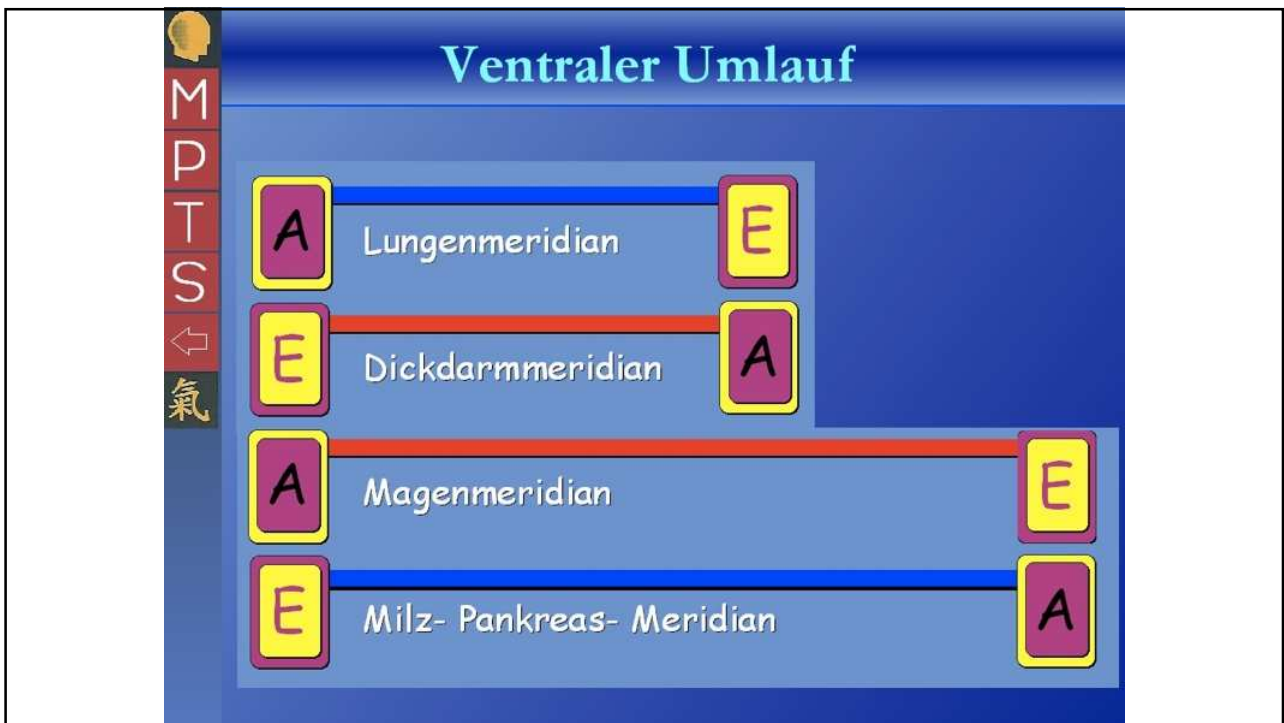 Ventraler Umlauf
M
P
T
S
氣
A
Lungenmeridian
E
E
Dickdarmmeridian
A
A
Magenmeridian
E
E
Milz- Pankreas- Meridian
A